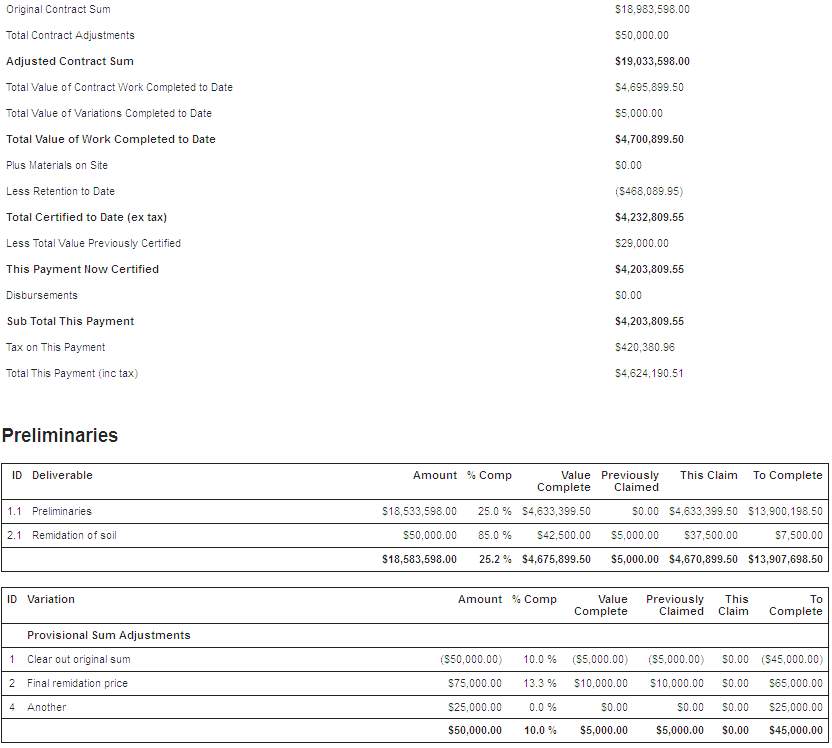 Original Contract Sum $18,983,598.00
Total Contract Adjustments $50,000.00
Adjusted Contract Sum $19,033,598.00
Total Value of Contract Work Completed to Date $4,695,899.50
Total Value of Variations Completed to Date $5,000.00
Total Value of Work Completed to Date $4,700,899.50
Plus Materials on Site $0.00
Less Retention to Date ($468,089.95)
Total Certified to Date (ex tax) $4,232,809.55
Less Total Value Previously Certified $29,000.00
This Payment Now Certified $4,203,809.55
Disbursements $0.00
Sub Total This Payment $4,203,809.55
Tax on This Payment $420,380.96
Total This Payment (inc tax) $4,624,190.51
Preliminaries
ID Deliverable Amount % Comp Value Previously This Claim To Complete
Complete Claimed
1.1 Preliminaries $18,533,598.00 25.0 % $4,633,399.50 $0.00 $4,633,399.50 $13,900,198.50
2.1 Remidation of soil $50,000.00 85.0 % $42,500.00 $5,000.00 $37,500.00 $7,500.00
$18,583,598.00 25.2 % $4,675,899.50 $5,000.00 $4,670,899.50 $13,907,698.50
ID Variation Amount % Comp Value Previously This To
Complete Claimed Claim Complete
Provisional Sum Adjustments
1 Clear out original sum ($50,000.00) 10.0 % ($5,000.00) ($5,000.00) $0.00 ($45,000.00)
2 Final remidation price $75,000.00 13.3 % $10,000.00 $10,000.00 $0.00 $65,000.00
4 Another $25,000.00 0.0 % $0.00 $0.00 $0.00 $25,000.00
$50,000.00 10.0 % $5,000.00 $5,000.00 $0.00 $45,000.00